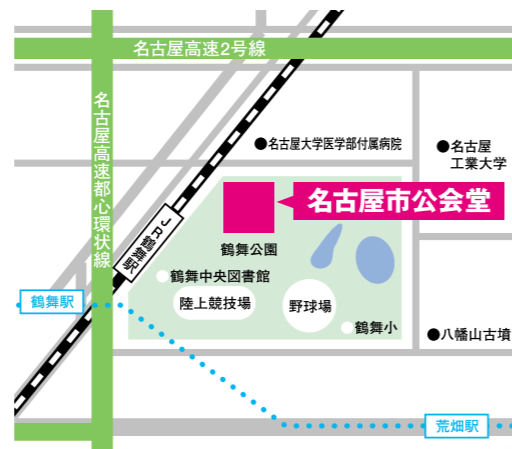 名古屋高速2号線
名古屋高速都心環状線
●名古屋大学医学部付属病院
●名古屋
工業大学
名古屋市公会堂
JR鶴舞駅
鶴舞公園
鶴舞中央図書館
鶴舞駅
陸上競技場
野球場
鶴舞小
●八幡山古墳
荒畑駅